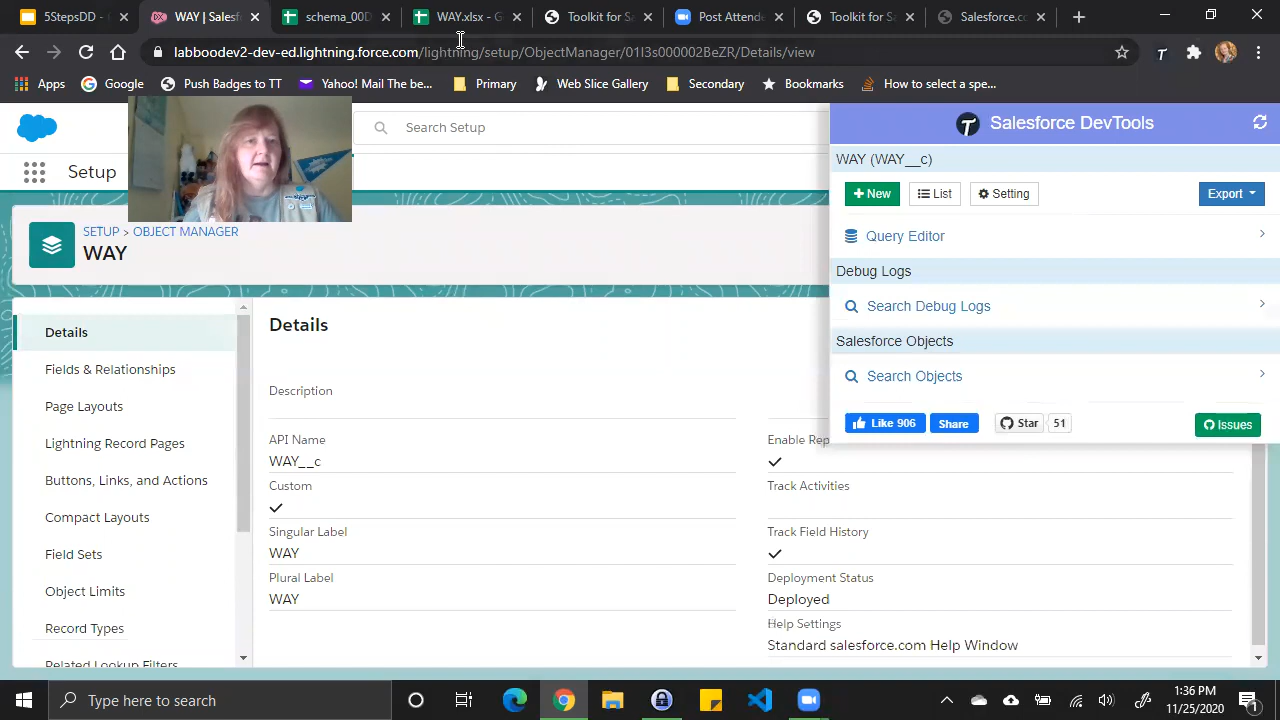 5StepsDD
WAY | Salesf
schema_00D
WAY.xlsx - G
Toolkit for Sa
Post Attende
Toolkit for Sa
Salesforce.co
labboodev2-dev-ed.lightning.force.com/lightning/setup/ObjectManager/01I3s000002BeZR/Details/view
Apps
Google
Push Badges to TT
Yahoo! Mail The be...
Primary
Web Slice Gallery
Secondary
Bookmarks
How to select a spe...
Search Setup
Setup
SETUP > OBJECT MANAGER
WAY
Details
Fields & Relationships
Page Layouts
Lightning Record Pages
Buttons, Links, and Actions
Compact Layouts
Field Sets
Object Limits
Record Types
Related Lookup Filters
Details
Description
API Name
WAY__c
Custom
Singular Label
WAY
Plural Label
WAY
Enable Rep
Track Activities
Track Field History
Deployment Status
Deployed
Help Settings
Standard salesforce.com Help Window
Salesforce DevTools
WAY (WAY__c)
New
List
Setting
Export
Query Editor
Debug Logs
Search Debug Logs
Salesforce Objects
Search Objects
Like 906
Share
Star
51
Issues
Type here to search
1:36 PM
11/25/2020
1